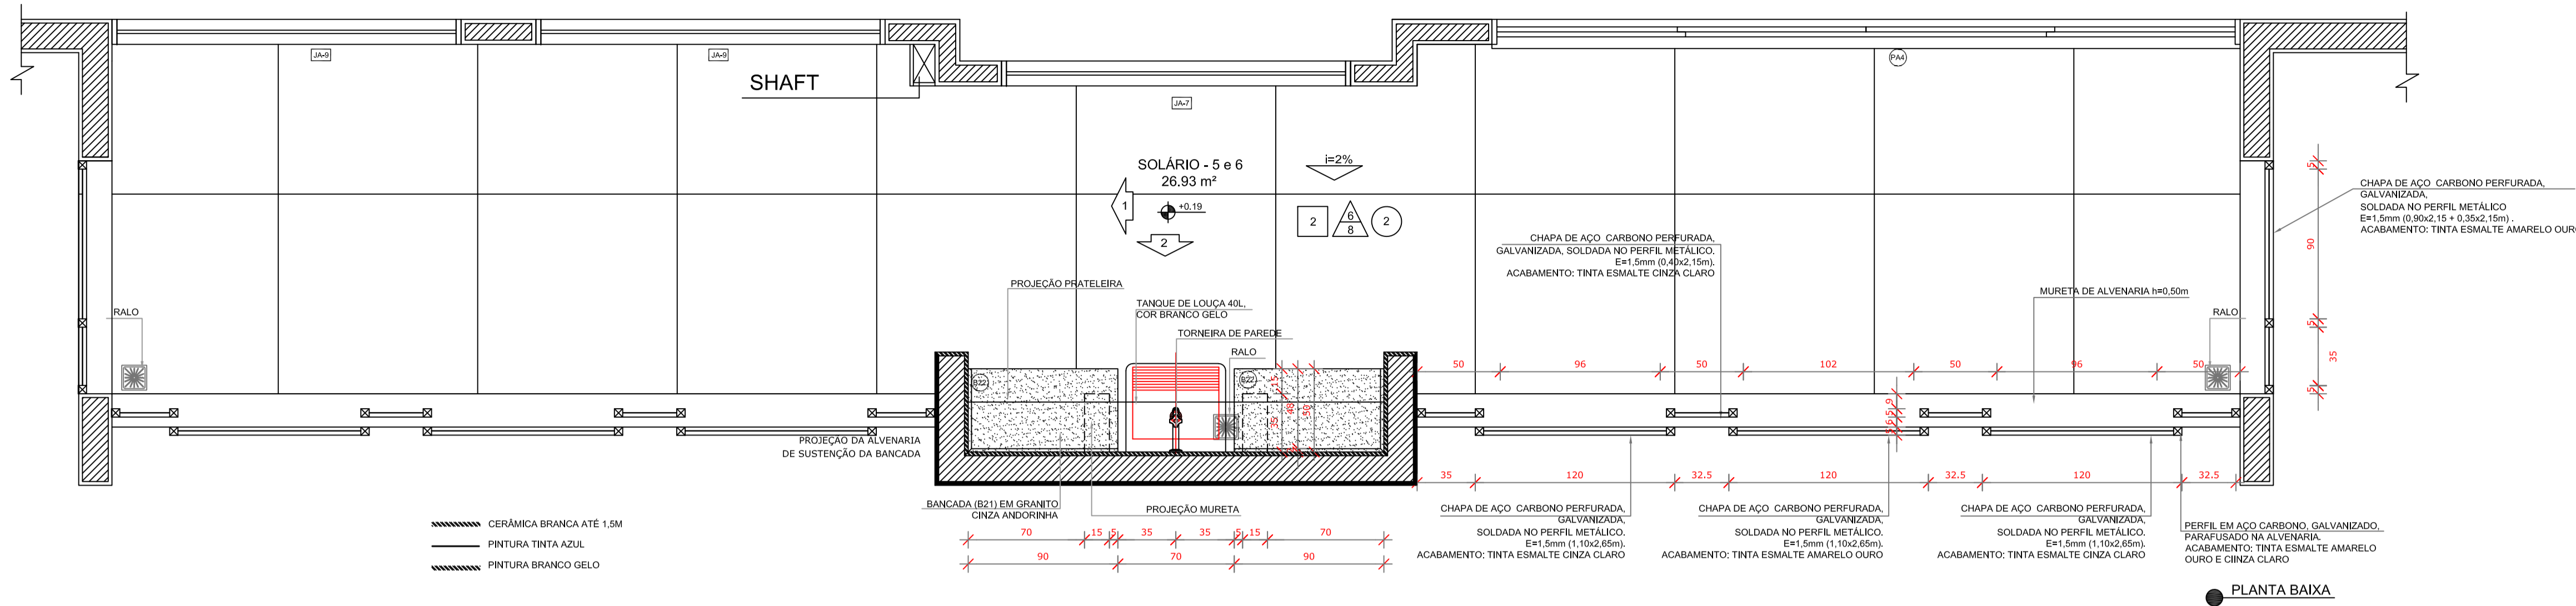 JA-9
JA-9
SHAFT
JA-7
PA4
SOLÁRIO - 5 e 6
26.93 m²
i=2%
1
+0.19
2
2
6
8
2
CHAPA DE AÇO CARBONO PERFURADA,
GALVANIZADA,
SOLDADA NO PERFIL METÁLICO
E=1,5mm (0,90x2,15 + 0,35x2,15m) .
ACABAMENTO: TINTA ESMALTE AMARELO OURO
5
90
5
35
5
CHAPA DE AÇO CARBONO PERFURADA,
GALVANIZADA, SOLDADA NO PERFIL METÁLICO.
E=1,5mm (0,40x2,15m).
ACABAMENTO: TINTA ESMALTE CINZA CLARO
MURETA DE ALVENARIA h=0,50m
RALO
RALO
PROJEÇÃO PRATELEIRA
TANQUE DE LOUÇA 40L,
COR BRANCO GELO
TORNEIRA DE PAREDE
RALO
B22
B22
15
48
35
50
96
50
102
50
96
50
9
PROJEÇÃO DA ALVENARIA
DE SUSTENÇÃO DA BANCADA
35
120
32.5
120
32.5
120
32.5
BANCADA (B21) EM GRANITO
CINZA ANDORINHA
PROJEÇÃO MURETA
70
15
5
35
35
5
15
70
90
70
90
CHAPA DE AÇO CARBONO PERFURADA,
GALVANIZADA,
SOLDADA NO PERFIL METÁLICO.
E=1,5mm (1,10x2,65m).
ACABAMENTO: TINTA ESMALTE CINZA CLARO
CHAPA DE AÇO CARBONO PERFURADA,
GALVANIZADA,
SOLDADA NO PERFIL METÁLICO.
E=1,5mm (1,10x2,65m).
ACABAMENTO: TINTA ESMALTE AMARELO OURO
CHAPA DE AÇO CARBONO PERFURADA,
GALVANIZADA,
SOLDADA NO PERFIL METÁLICO.
E=1,5mm (1,10x2,65m).
ACABAMENTO: TINTA ESMALTE CINZA CLARO
PERFIL EM AÇO CARBONO, GALVANIZADO,
PARAFUSADO NA ALVENARIA.
ACABAMENTO: TINTA ESMALTE AMARELO
OURO E CIINZA CLARO
CERÂMICA BRANCA ATÉ 1,5M
PINTURA TINTA AZUL
PINTURA BRANCO GELO
PLANTA BAIXA